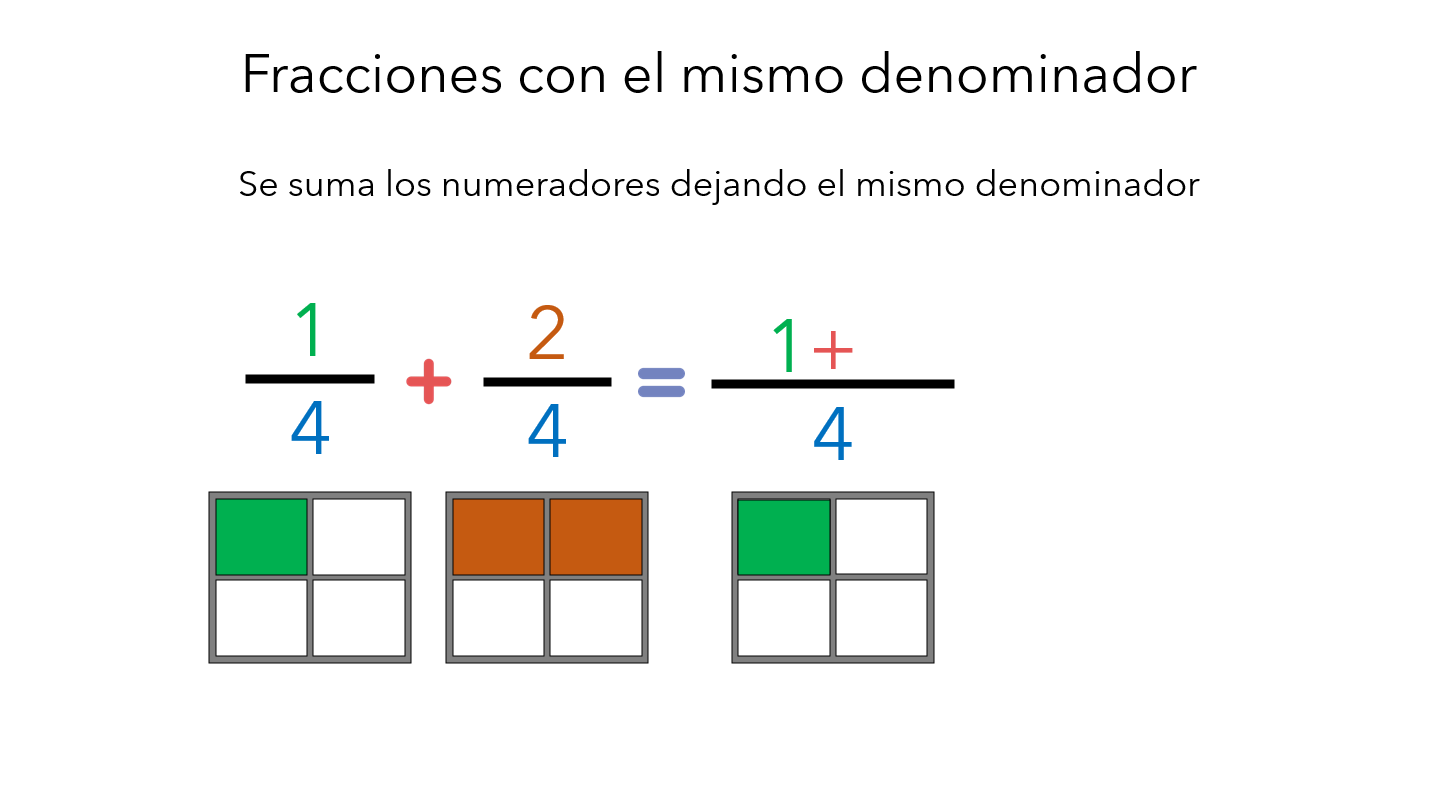 Fracciones con el mismo denominador
Se suma los numeradores dejando el mismo denominador
1 2 1+
+ =
4 4 4